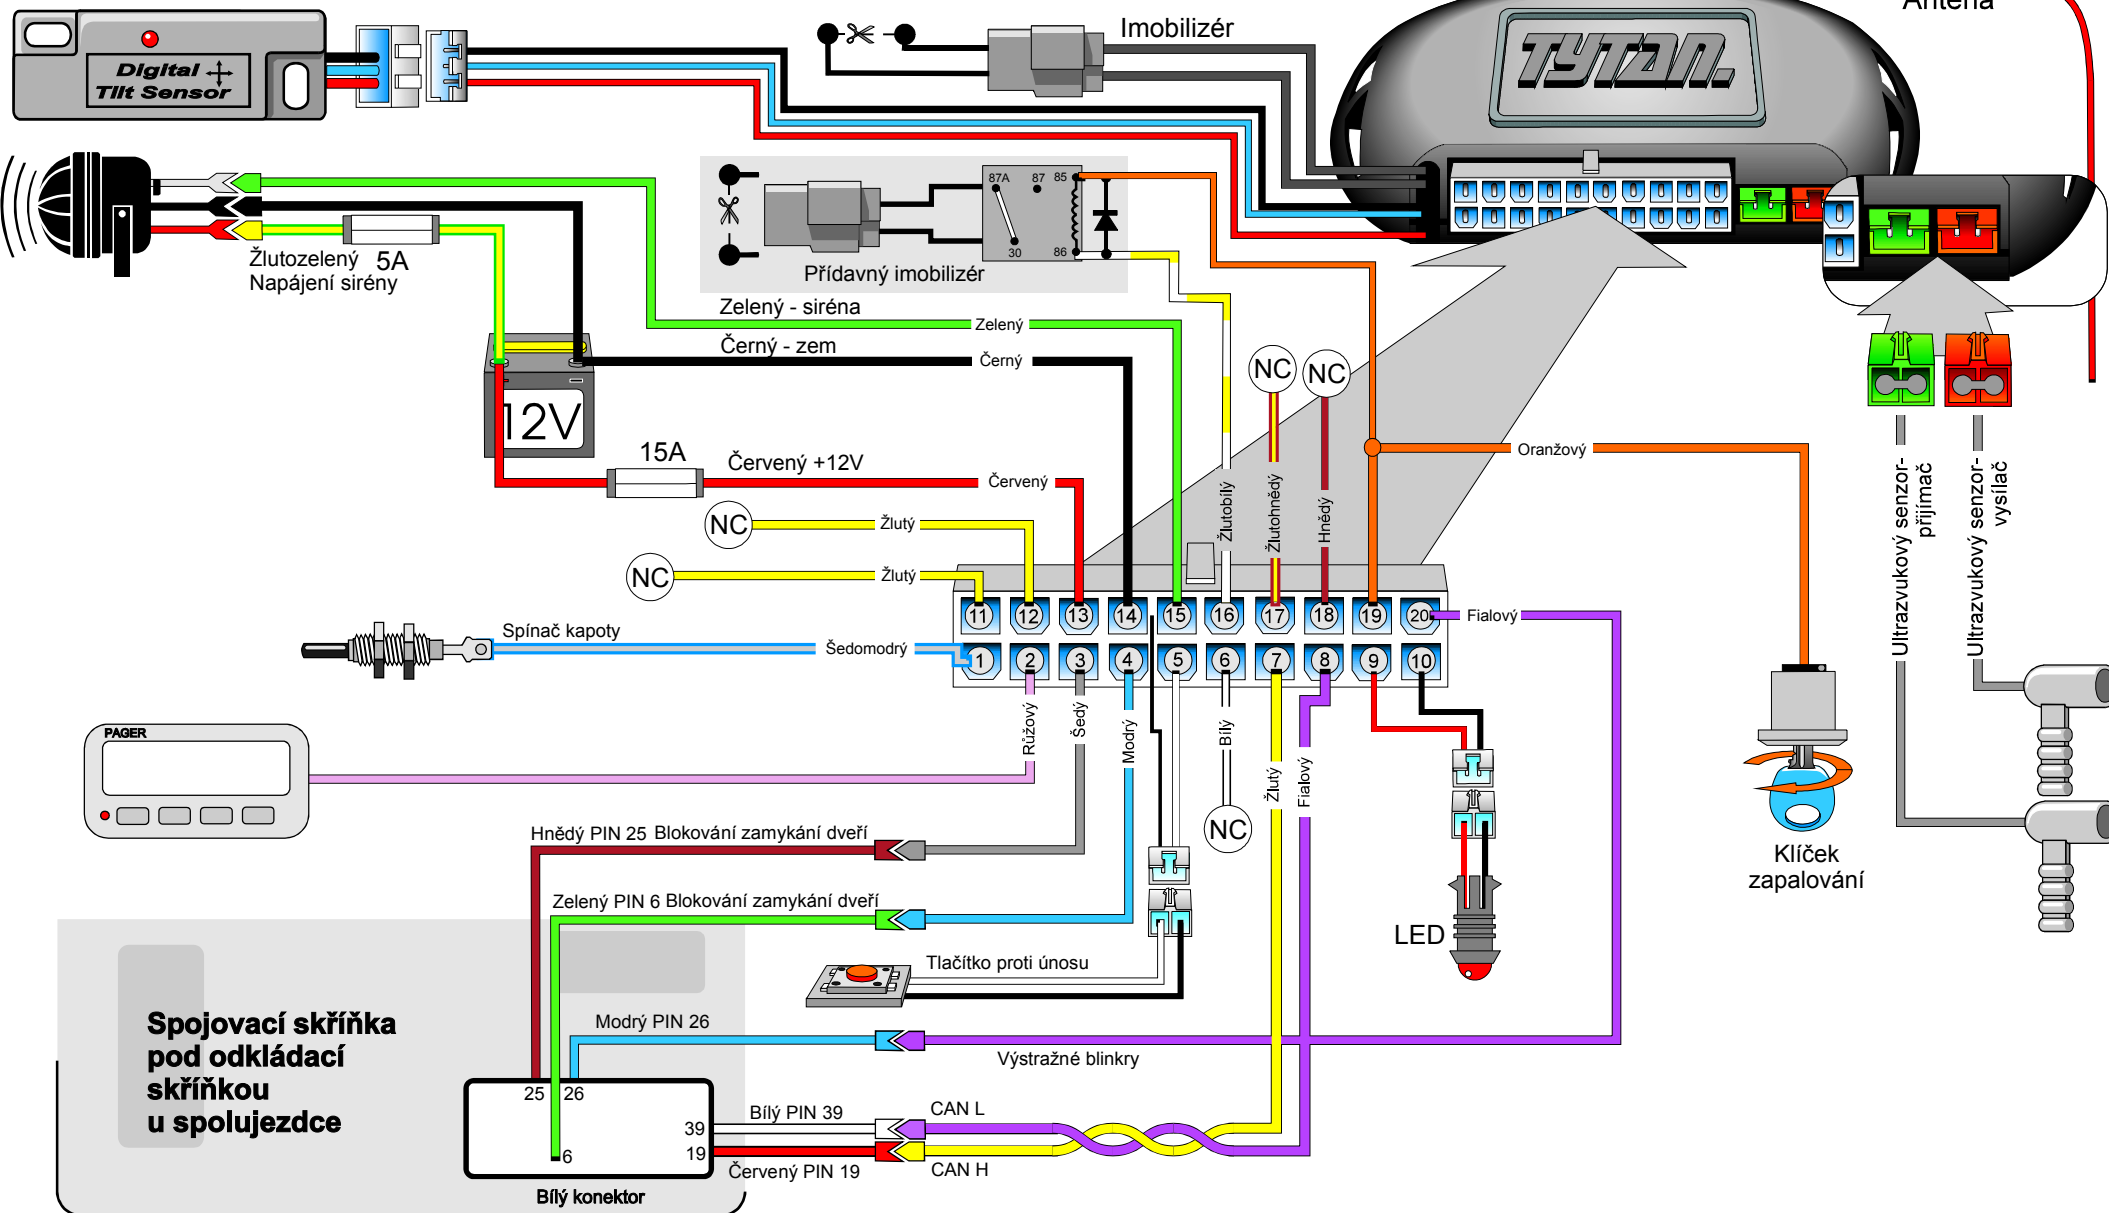 Anténa
Imobilizér
TYTAN.
Digital
Tilt Sensor
87A 87 85
30 86
Přídavný imobilizér
Žlutozelený 5A
Napájení sirény
Zelený - siréna
Zelený
Černý - zem
Černý
12V
15A
Červený +12V
Červený
NC
NC
Oranžový
NC
Žlutý
NC
Žlutý
Žlutobílý
Žlutohnědý
Hnědý
Ultrazvukový senzor-
přijímač
Ultrazvukový senzor-
vysílač
11 12 13 14 15 16 17 18 19 20
Fialový
1 2 3 4 5 6 7 8 9 10
Spínač kapoty
Šedomodrý
Růžový
Šedý
Modrý
Bílý
Žlutý
Fialový
NC
PAGER
Hnědý PIN 25 Blokování zamykání dveří
Zelený PIN 6 Blokování zamykání dveří
Klíček
zapalování
LED
Tlačítko proti únosu
Modrý PIN 26
Výstražné blinkry
Spojovací skříňka
pod odkládací
skříňkou
u spolujezdce
25 26
39
19
6
Bílý PIN 39
CAN L
Červený PIN 19
CAN H
Bílý konektor